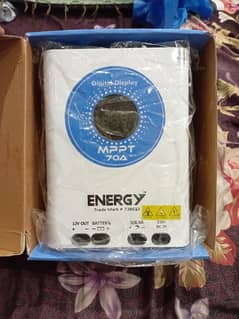 Digital Display
MPPT
70A
ENERGY
Trade Mark #
12V OUT BATTERY SOLAR
+ - - + + -